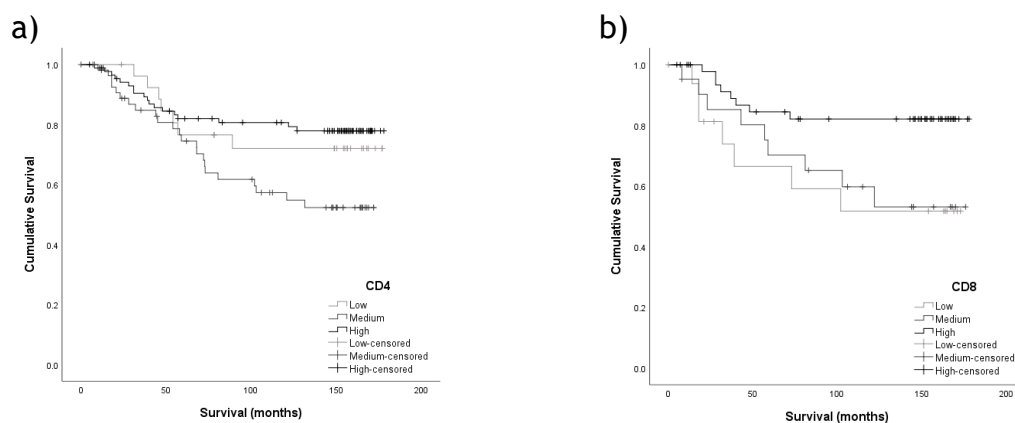 a)
1.0
0.8
0.6
0.4
0.2
0.0
Cumulative Survival
CD4
Low
Medium
High
Low-censored
Medium-censored
High-censored
0
50
100
150
200
Survival (months)
b)
1.0
0.8
0.6
0.4
0.2
0.0
Cumulative Survival
CD8
Low
Medium
High
Low-censored
Medium-censored
High-censored
0
50
100
150
200
Survival (months)